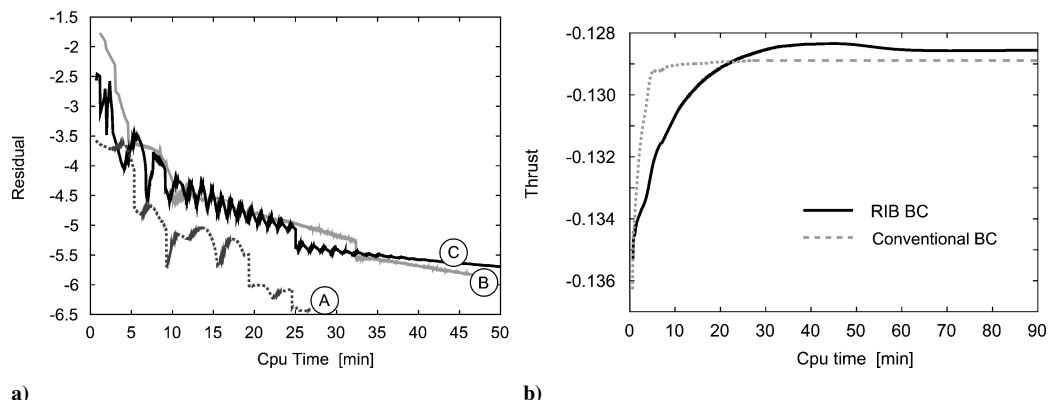 -1.5
-2
-2.5
-3
-3.5
-4
-4.5
-5
-5.5
-6
-6.5
Residual
0 5 10 15 20 25 30 35 40 45 50
Cpu Time [min]
A
B
C
a)
-0.128
-0.130
-0.132
-0.134
-0.136
Thrust
RIB BC
Conventional BC
0 10 20 30 40 50 60 70 80 90
Cpu time [min]
b)